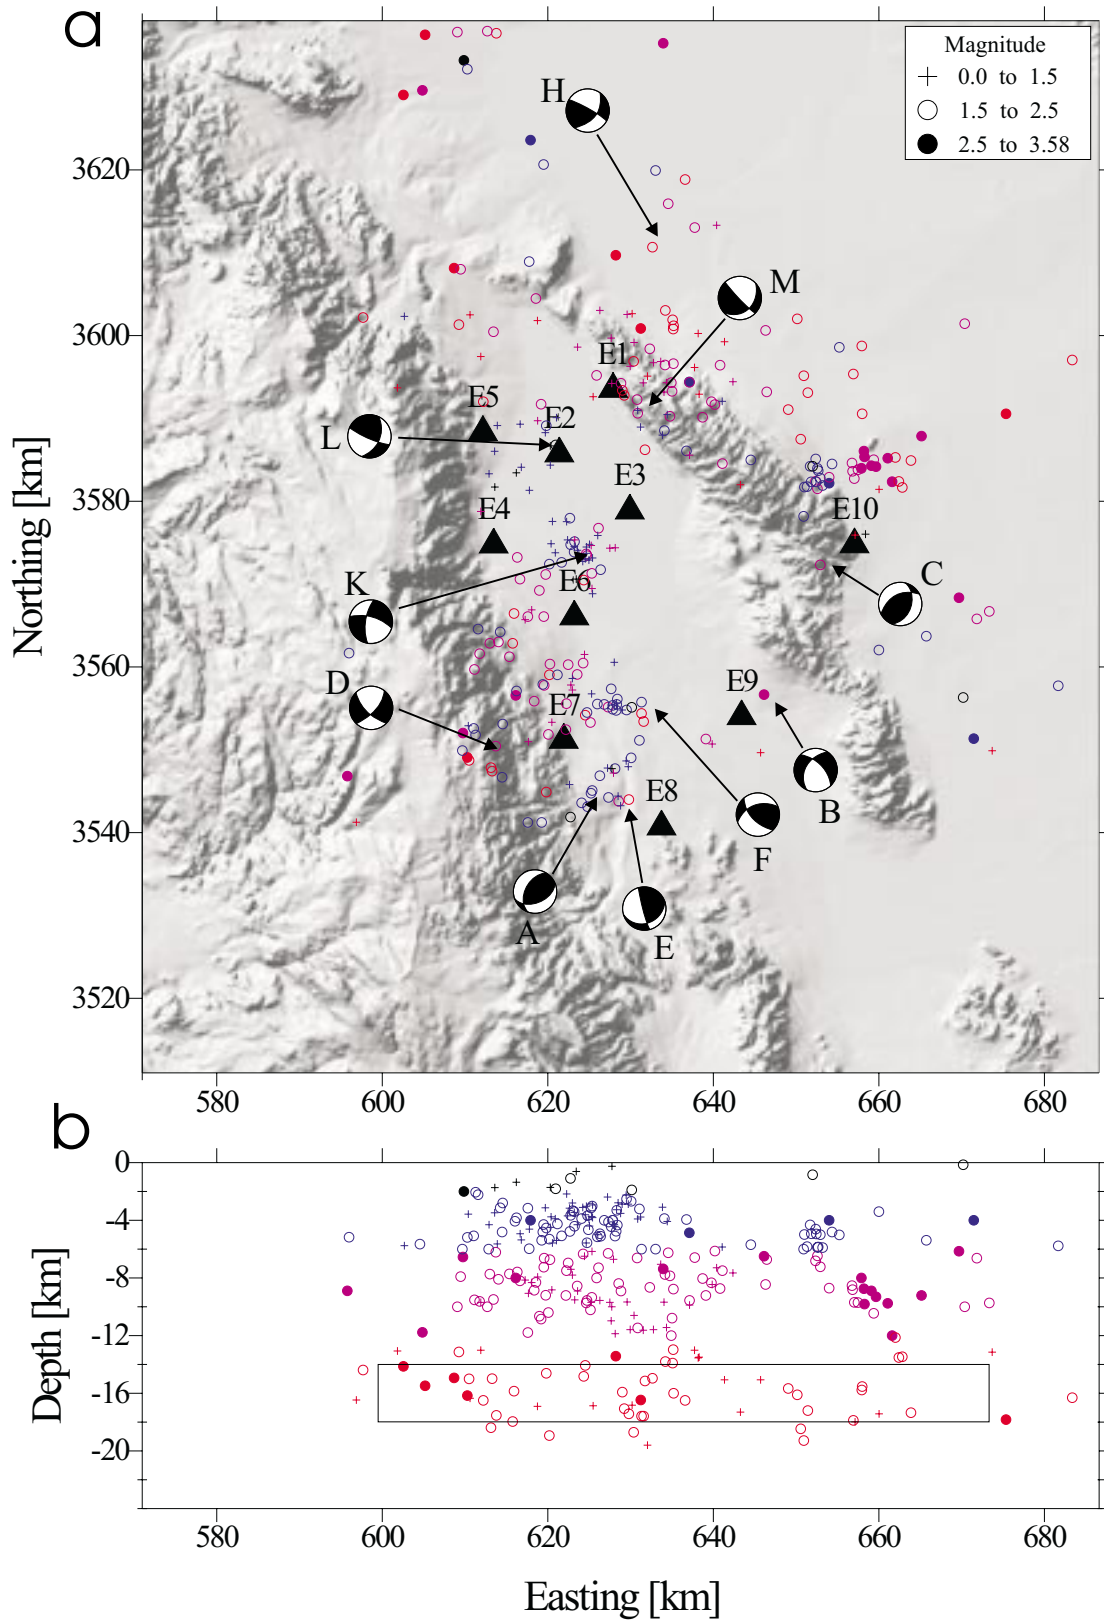 a
Magnitude
0.0 to 1.5
1.5 to 2.5
2.5 to 3.58
H
3620
M
3600
E1
E5
E2
L
E3
3580
E4
E10
K
E6
C
3560
D
E9
E7
E8
B
3540
F
A
E
3520
Northing [km]
580 600 620 640 660 680
b
0
-4
-8
-12
-16
-20
Depth [km]
580 600 620 640 660 680
Easting [km]